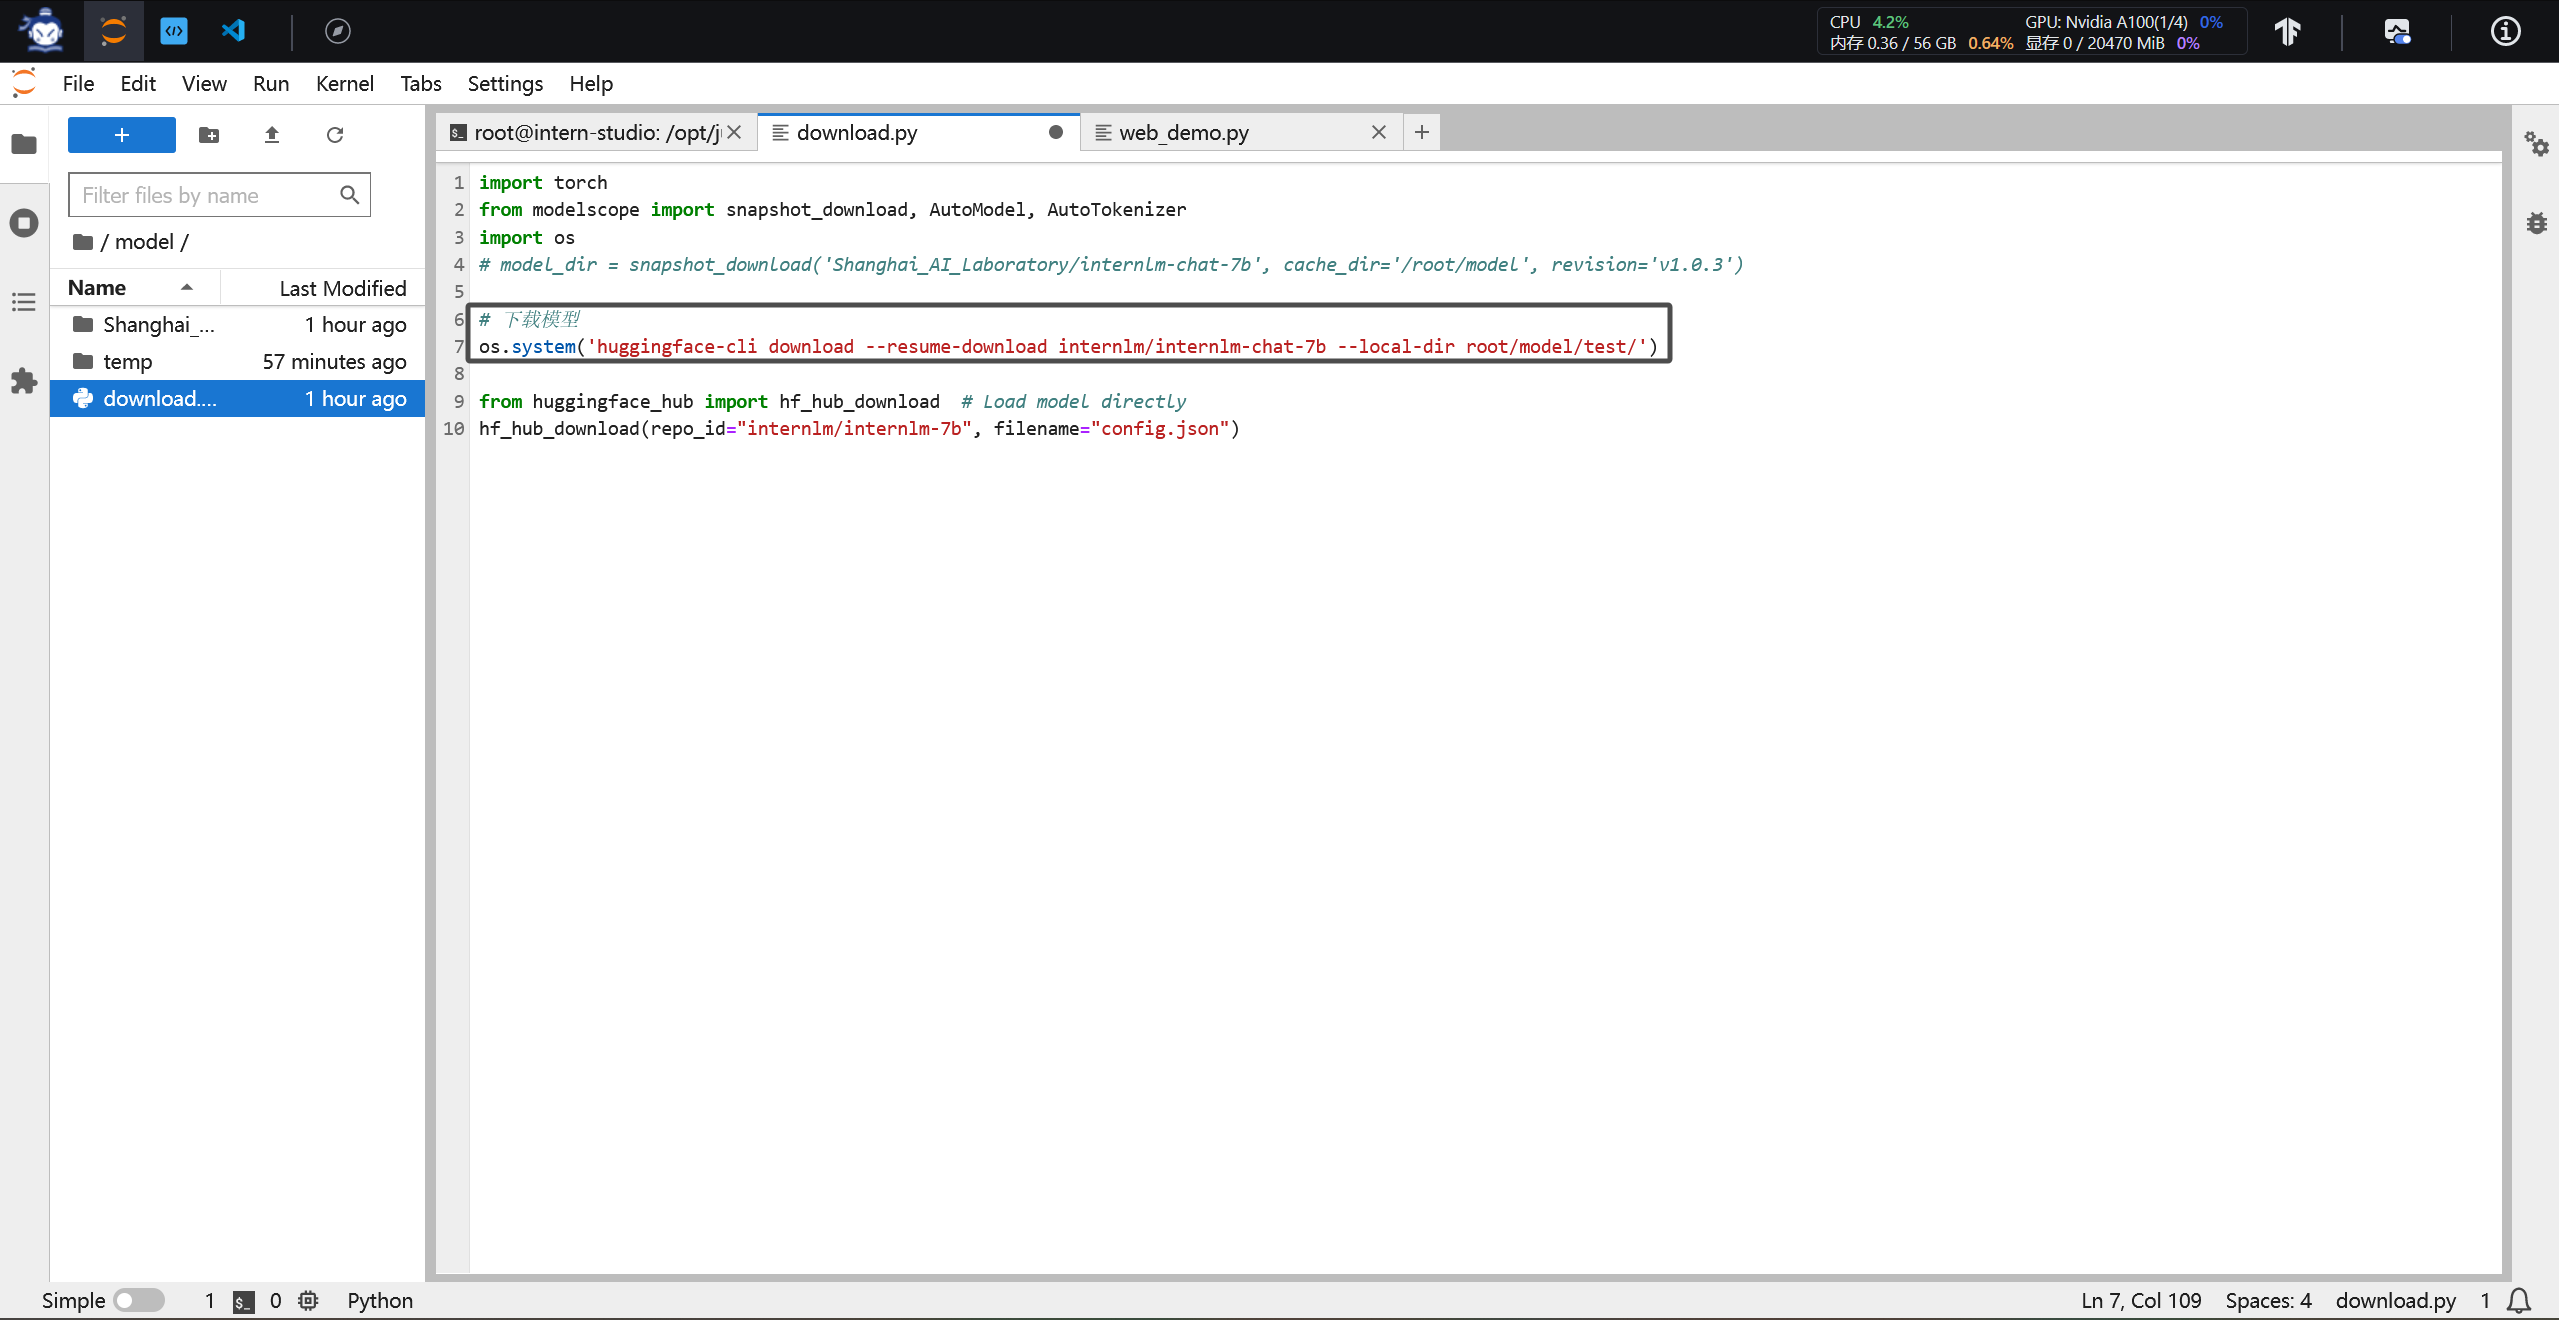 CPU 4.2% GPU: Nvidia A100(1/4) 0%
内存 0.36 / 56 GB 0.64% 显存 0 / 20470 MiB 0%
File Edit View Run Kernel Tabs Settings Help
root@intern-studio: /opt/j download.py web_demo.py
Filter files by name
/ model /
Name Last Modified
Shanghai_... 1 hour ago
temp 57 minutes ago
download.... 1 hour ago
1 import torch
2 from modelscope import snapshot_download, AutoModel, AutoTokenizer
3 import os
4 # model_dir = snapshot_download('Shanghai_AI_Laboratory/internlm-chat-7b', cache_dir='/root/model', revision='v1.0.3')
5
6 # 下载模型
7 os.system('huggingface-cli download --resume-download internlm/internlm-chat-7b --local-dir root/model/test/')
8
9 from huggingface_hub import hf_hub_download  # Load model directly
10 hf_hub_download(repo_id="internlm/internlm-7b", filename="config.json")
Simple 1 $_ 0 Python Ln 7, Col 109 Spaces: 4 download.py 1